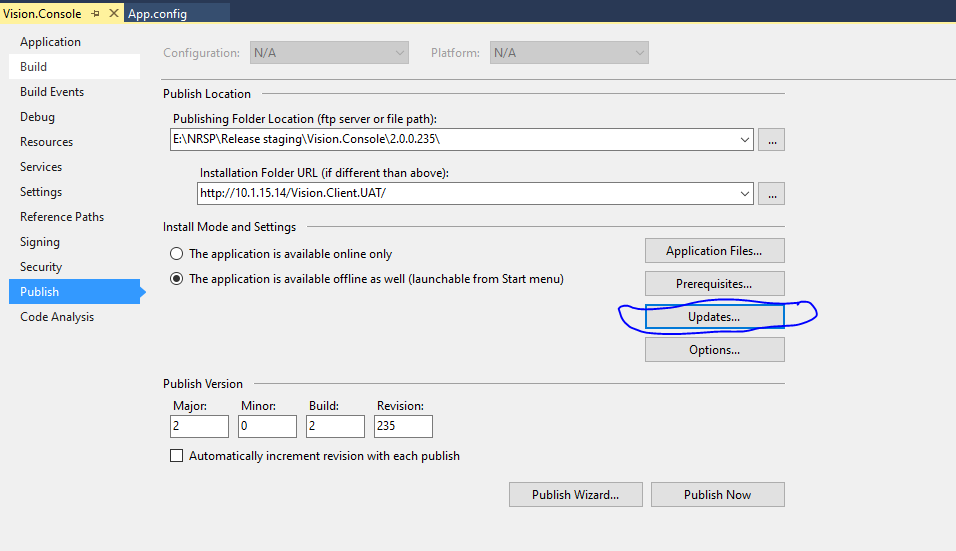 Vision.Console App.config
Application
Build
Build Events
Debug
Resources
Services
Settings
Reference Paths
Signing
Security
Publish
Code Analysis
Configuration: N/A Platform: N/A
Publish Location
Publishing Folder Location (ftp server or file path):
E:\NRSP\Release staging\Vision.Console\2.0.0.235\
...
Installation Folder URL (if different than above):
http://10.1.15.14/Vision.Client.UAT/
...
Install Mode and Settings
The application is available online only
The application is available offline as well (launchable from Start menu)
Application Files...
Prerequisites...
Updates...
Options...
Publish Version
Major: Minor: Build: Revision:
2 0 2 235
Automatically increment revision with each publish
Publish Wizard... Publish Now